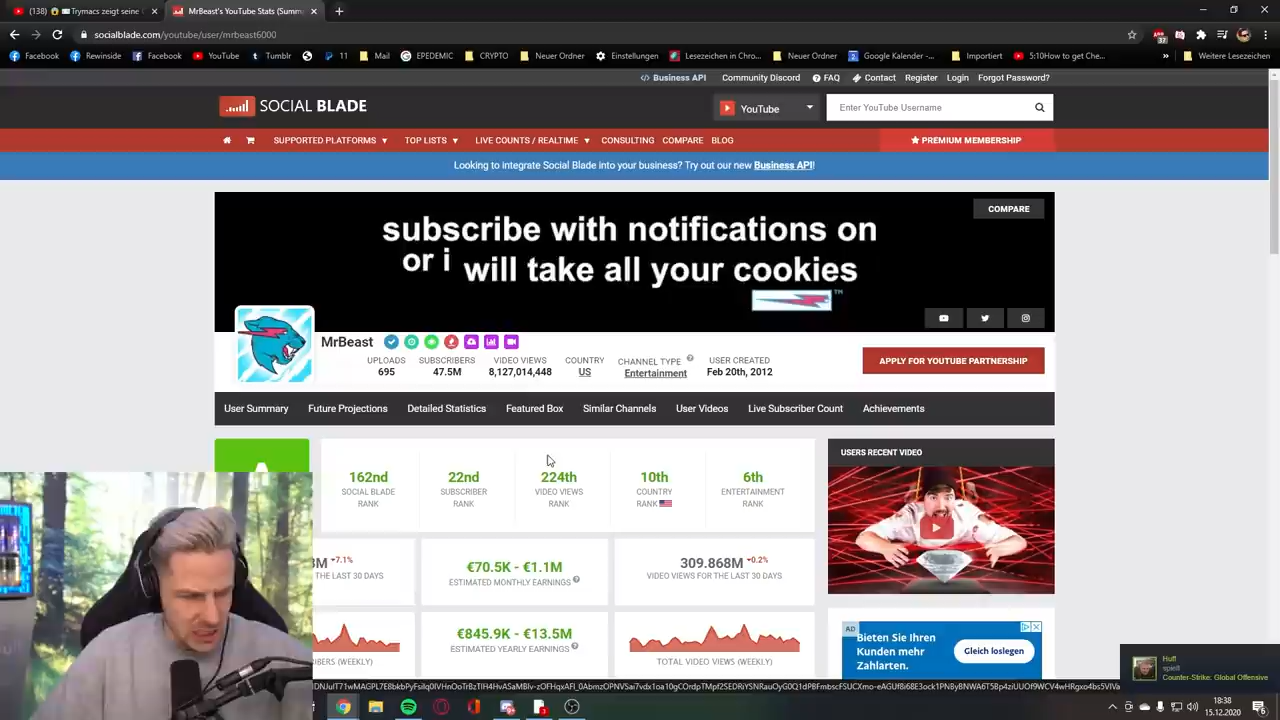 (138) Trymacs zeigt seine
MrBeast's YouTube Stats (Summ
socialblade.com/youtube/user/mrbeast6000
Facebook Rewinside Facebook YouTube Tumblr 11 Mail EPEDEMIC CRYPTO Neuer Ordner Einstellungen Lesezeichen in Chro... Neuer Ordner Google Kalender -... Importiert 5:10How to get Che... » Weitere Lesezeichen
</> Business API Community Discord FAQ Contact Register Login Forgot Password?
SOCIAL BLADE
YouTube
Enter YouTube Username
SUPPORTED PLATFORMS TOP LISTS LIVE COUNTS / REALTIME CONSULTING COMPARE BLOG PREMIUM MEMBERSHIP
Looking to integrate Social Blade into your business? Try out our new Business API!
COMPARE
subscribe with notifications on
or i will take all your cookies
TM
MrBeast
UPLOADS SUBSCRIBERS VIDEO VIEWS COUNTRY CHANNEL TYPE USER CREATED
695 47.5M 8,127,014,448 US Entertainment Feb 20th, 2012
APPLY FOR YOUTUBE PARTNERSHIP
User Summary Future Projections Detailed Statistics Featured Box Similar Channels User Videos Live Subscriber Count Achievements
162nd 22nd 224th 10th 6th
SOCIAL BLADE SUBSCRIBER VIDEO VIEWS COUNTRY ENTERTAINMENT
RANK RANK RANK RANK RANK
USERS RECENT VIDEO
7.1%
THE LAST 30 DAYS
€70.5K - €1.1M
ESTIMATED MONTHLY EARNINGS
309.868M 0.2%
VIDEO VIEWS FOR THE LAST 30 DAYS
€845.9K - €13.5M
ESTIMATED YEARLY EARNINGS
(WEEKLY)
TOTAL VIDEO VIEWS (WEEKLY)
AD
Bieten Sie Ihren
Kunden mehr
Zahlarten.
Gleich loslegen
Huff
spielt
Counter-Strike: Global Offensive
18:38
15.12.2020